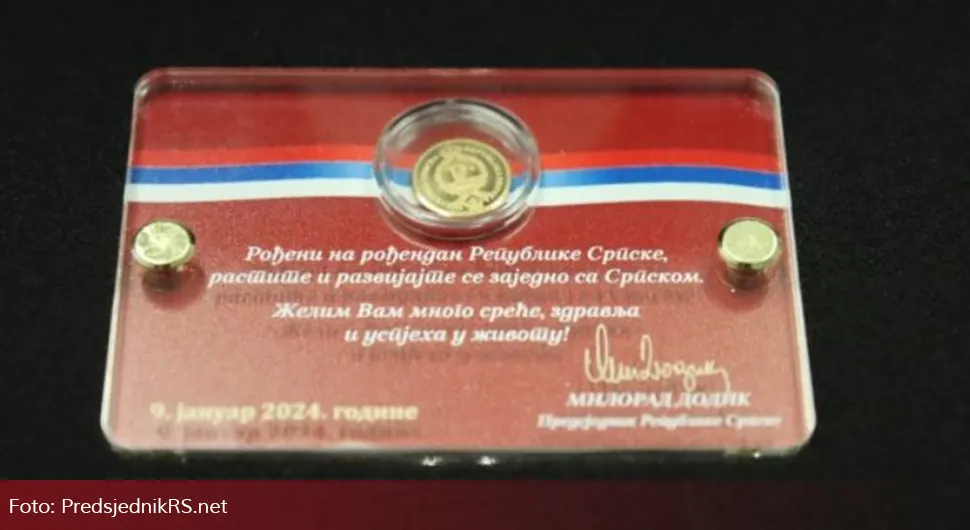 Рођени на рођендан Републике Српске,
растите и развијајте се заједно са Српском.
Желим Вам много среће, здравља
и успјеха у животу!
МИЛОРАД ДОДИК
Предсједник Републике Српске
9. јануар 2024. године
Foto: PredsjednikRS.net